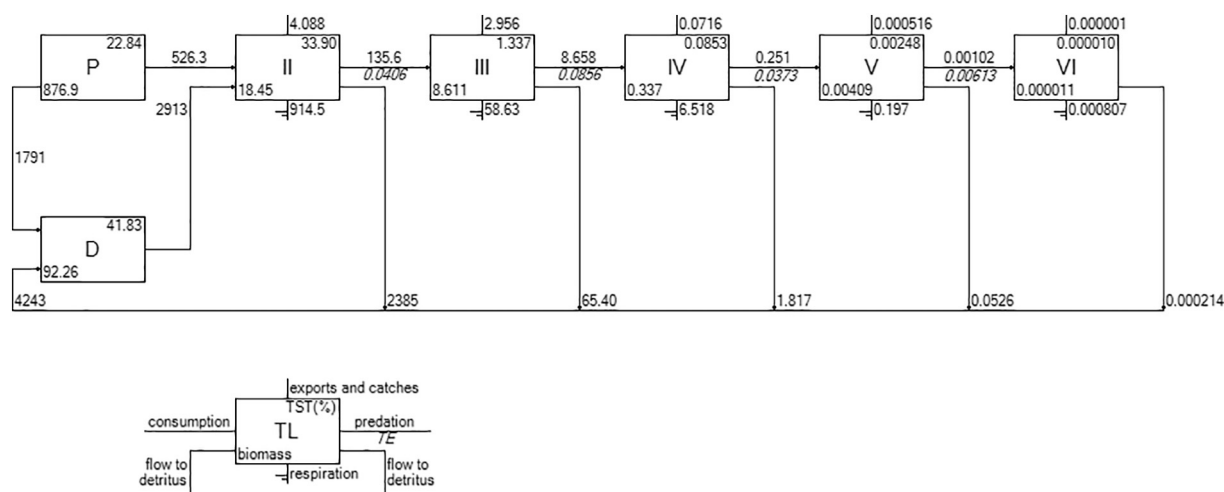 4.088
2.956
0.0716
0.000516
0.000001
22.84
P
876.9
526.3
33.90
II
18.45
914.5
135.6
0.0406
1.337
III
8.611
58.63
8.658
0.0856
0.0853
IV
0.337
6.518
0.251
0.0373
0.00248
V
0.00409
0.197
0.00102
0.00613
0.000010
VI
0.000011
0.000807
2913
1791
41.83
D
92.26
4243
2385
65.40
1.817
0.0526
0.000214
exports and catches
TST(%)
consumption
TL
predation
TE
biomass
flow to
detritus
respiration
flow to
detritus